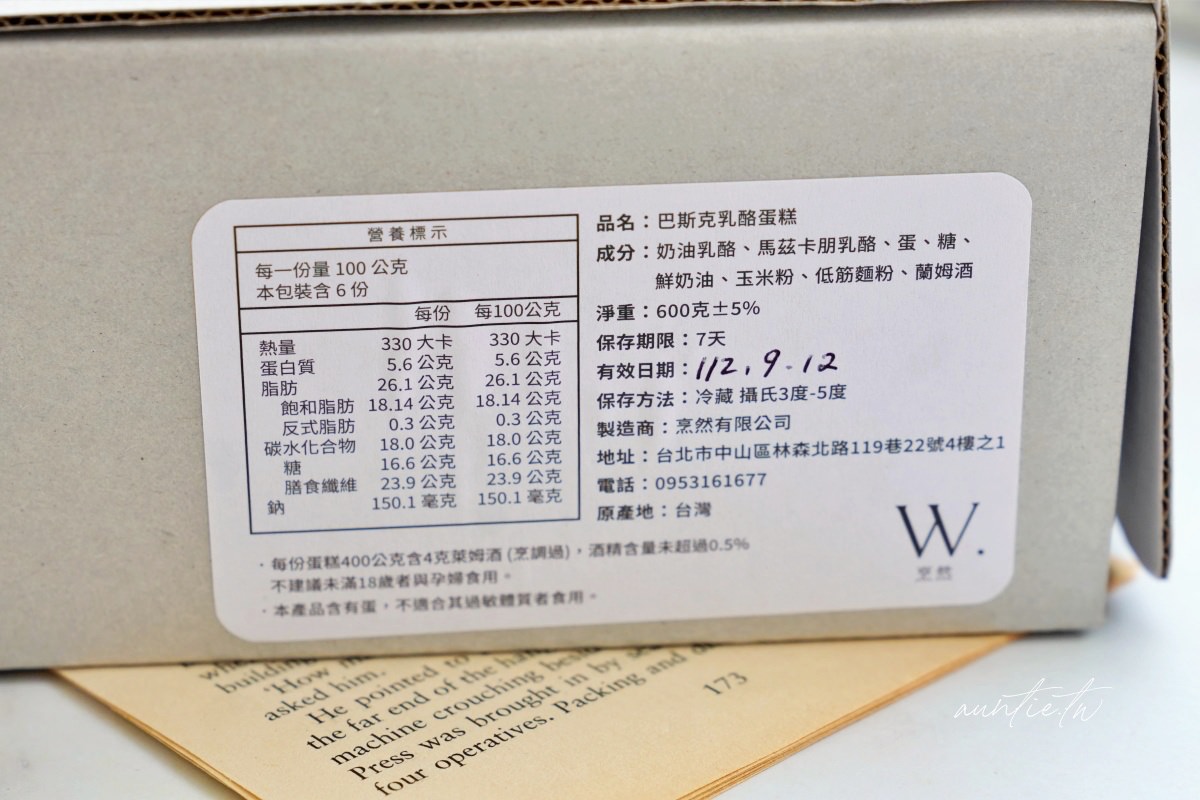 營養標示
每一份量 100 公克
本包裝含 6 份
每份 每100公克
熱量 330 大卡 330 大卡
蛋白質 5.6 公克 5.6 公克
脂肪 26.1 公克 26.1 公克
飽和脂肪 18.14 公克 18.14 公克
反式脂肪 0.3 公克 0.3 公克
碳水化合物 18.0 公克 18.0 公克
糖 16.6 公克 16.6 公克
膳食纖維 23.9 公克 23.9 公克
鈉 150.1 毫克 150.1 毫克
品名：巴斯克乳酪蛋糕
成分：奶油乳酪、馬茲卡朋乳酪、蛋、糖、
鮮奶油、玉米粉、低筋麵粉、蘭姆酒
淨重：600克±5%
保存期限：7天
有效日期：112.9.12
保存方法：冷藏 攝氏3度-5度
製造商：烹然有限公司
地址：台北市中山區林森北路119巷22號4樓之1
電話：0953161677
原產地：台灣
· 每份蛋糕400公克含4克萊姆酒 (烹調過)，酒精含量未超過0.5%
不建議未滿18歲者與孕婦食用。
· 本產品含有蛋，不適合其過敏體質者食用。
W.
烹然
building
'How m
asked him.
He pointed to
the far end of the
machine crouching
Press was brought in by
four operatives. Packing and
173
auntie.tw